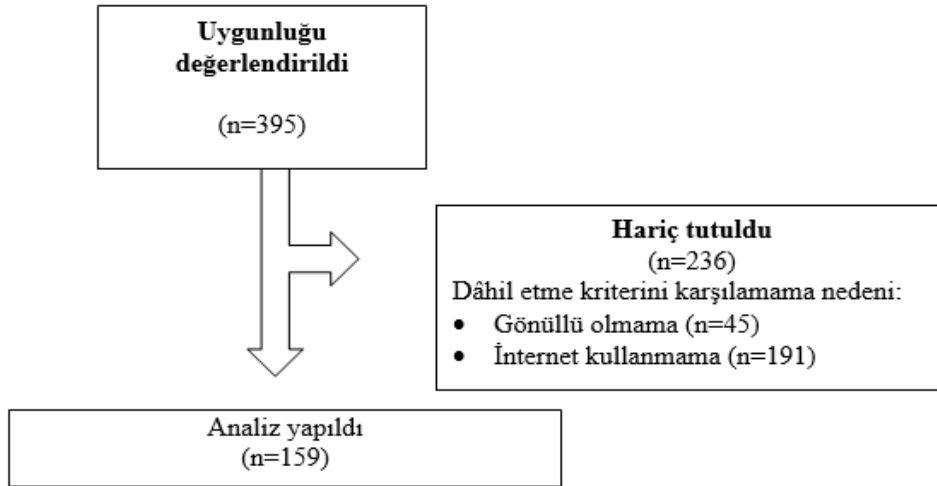 Uygunluğu
değerlendirildi
(n=395)
Hariç tutuldu
(n=236)
Dâhil etme kriterini karşılamama nedeni:
• Gönüllü olmama (n=45)
• İnternet kullanmama (n=191)
Analiz yapıldı
(n=159)